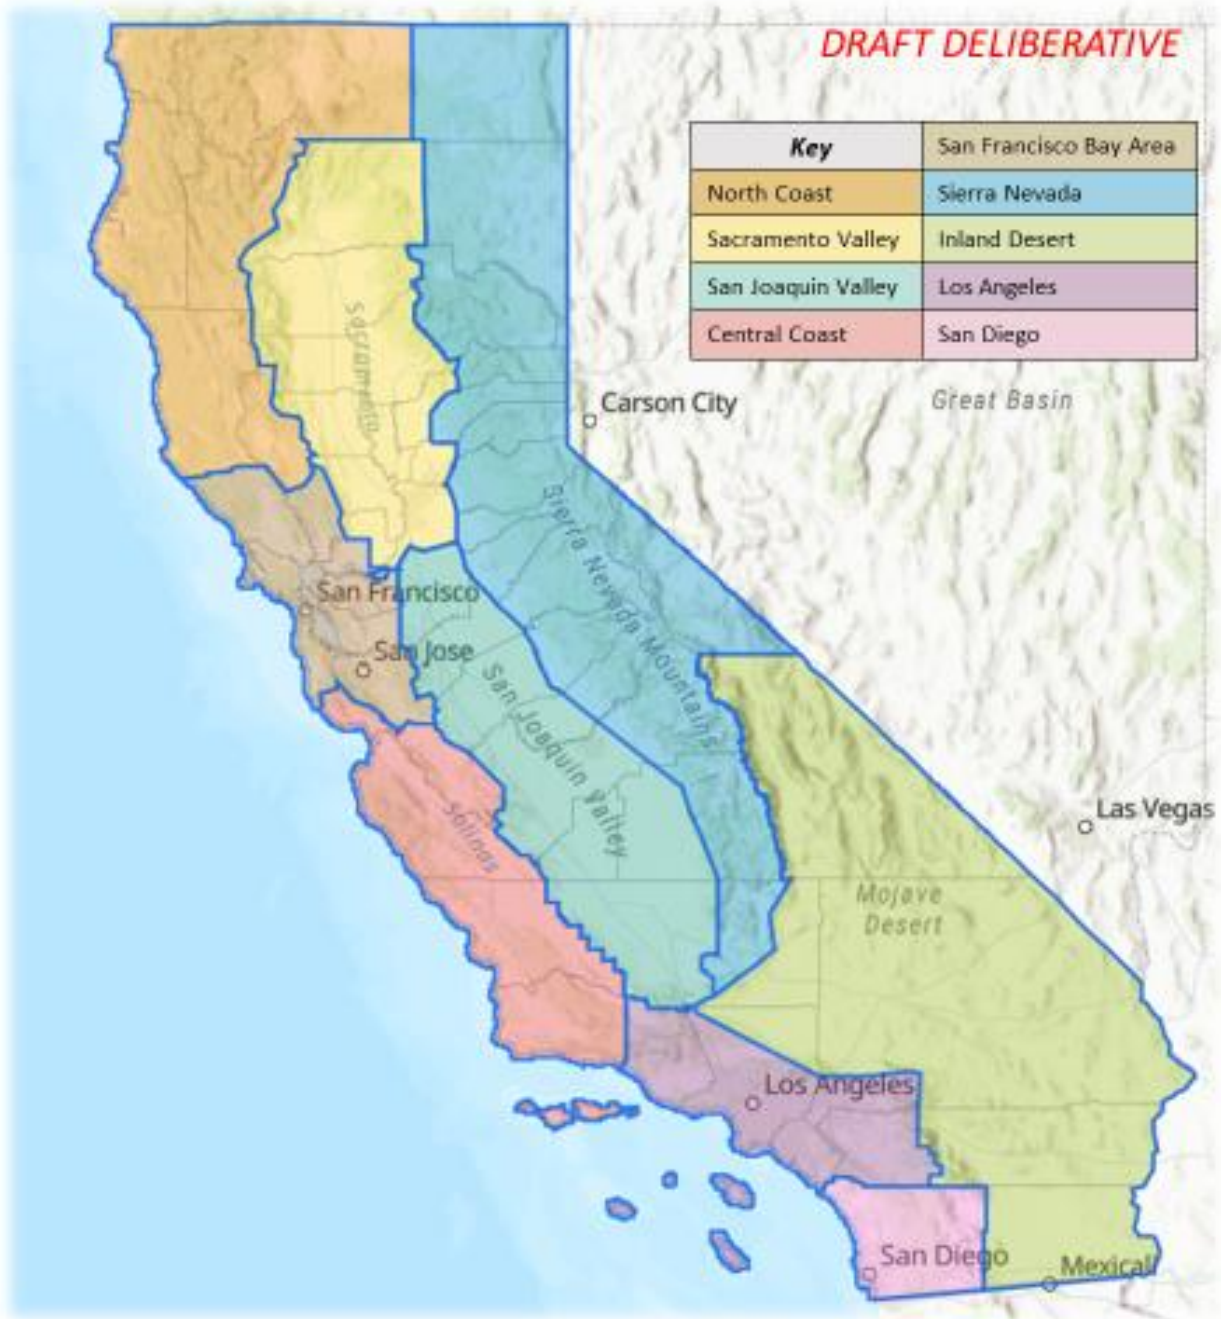 DRAFT DELIBERATIVE
Key
San Francisco Bay Area
North Coast
Sierra Nevada
Sacramento Valley
Inland Desert
San Joaquin Valley
Los Angeles
Central Coast
San Diego
Sacramento
Carson City
Great Basin
Sierra Nevada Mountains
San Francisco
San Jose
San Joaquin Valley
Salinas
Las Vegas
Mojave
Desert
Los Angeles
San Diego
Mexicali